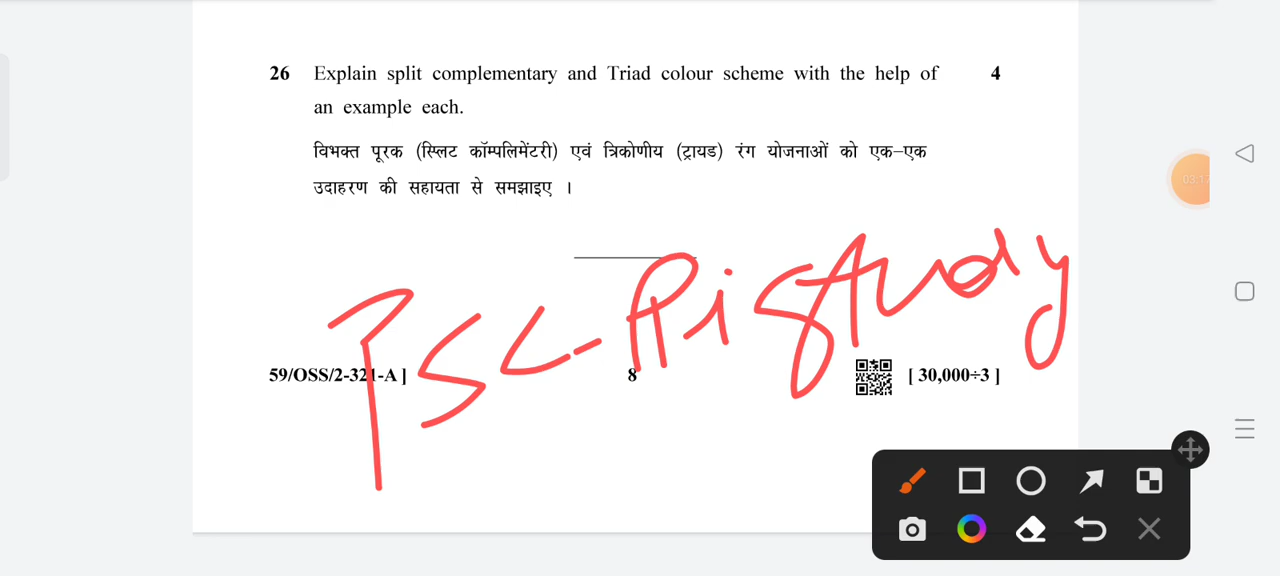 26 Explain split complementary and Triad colour scheme with the help of 4
an example each.
विभक्त पूरक (स्प्लिट कॉम्पलिमेंटरी) एवं त्रिकोणीय (ट्रायड) रंग योजनाओं को एक-एक
उदाहरण की सहायता से समझाइए ।
PSC-Pistudy
59/OSS/2-321-A ] 8 [ 30,000÷3 ]